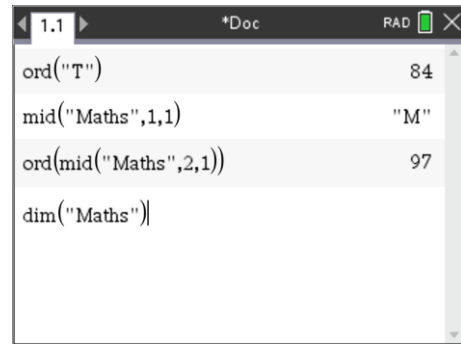 1.1 *Doc RAD
ord("T") 84
mid("Maths",1,1) "M"
ord(mid("Maths",2,1)) 97
dim("Maths")